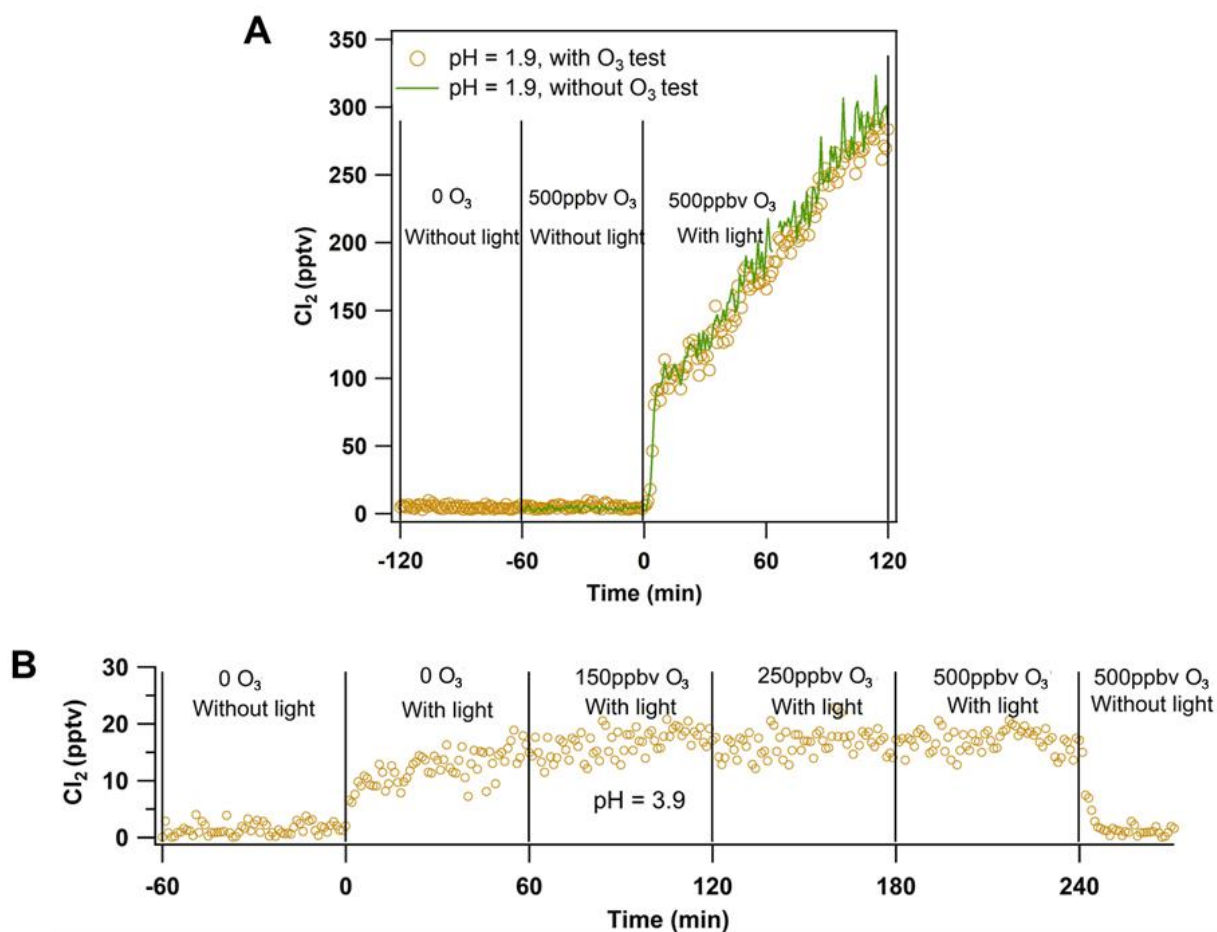 A
350
pH = 1.9, with O₃ test
pH = 1.9, without O₃ test
300
250
200
150
100
50
0
Cl₂ (pptv)
0 O₃
Without light
500ppbv O₃
Without light
500ppbv O₃
With light
-120 -60 0 60 120
Time (min)
B
30
20
10
0
Cl₂ (pptv)
0 O₃
Without light
0 O₃
With light
150ppbv O₃
With light
250ppbv O₃
With light
500ppbv O₃
With light
500ppbv O₃
Without light
pH = 3.9
-60 0 60 120 180 240
Time (min)